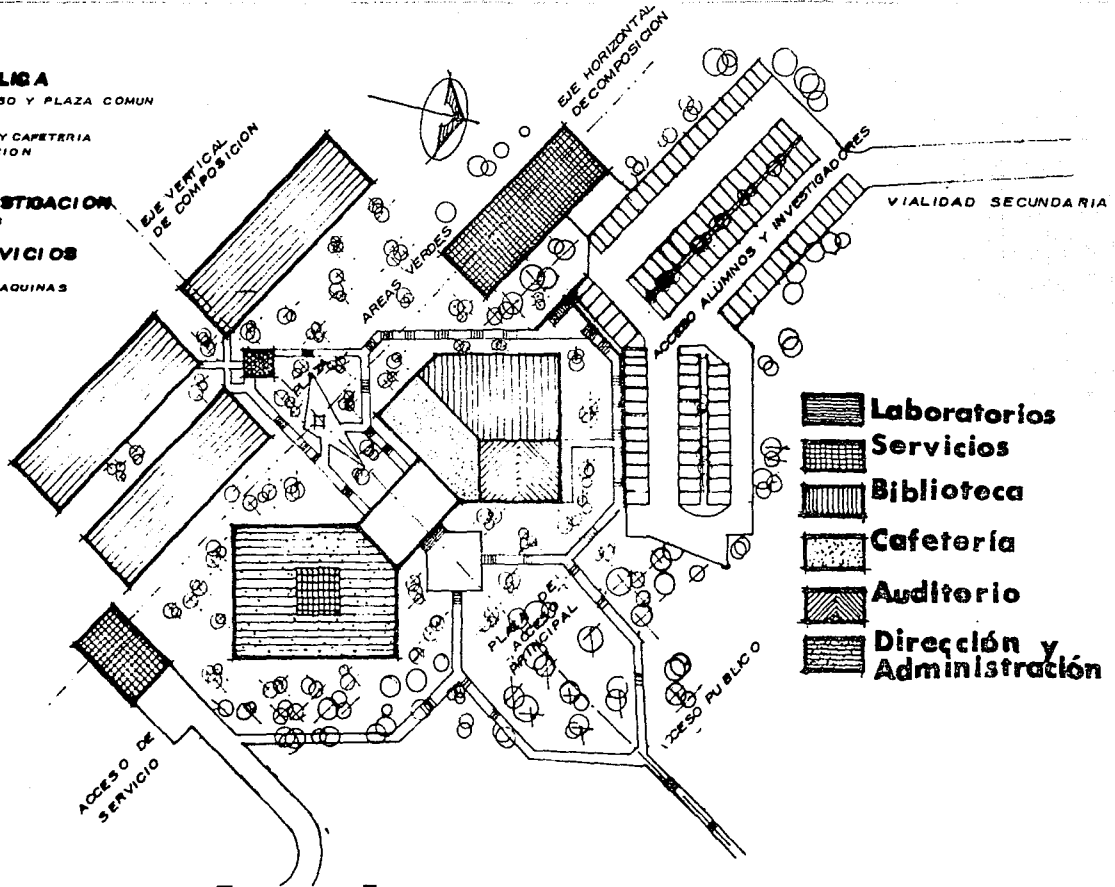 LICA
SO Y PLAZA COMUN
Y CAFETERIA
CION
STIGACION
S
VICIOS
AQUINAS
EJE VERTICAL
DE COMPOSICION
EJE HORIZONTAL
DE COMPOSICION
AREAS VERDES
PLAZA
ACCESO ALUMNOS Y INVESTIGADORES
VIALIDAD SECUNDARIA
PLAZA DE
ACCESO
PRINCIPAL
ACCESO PUBLICO
ACCESO DE
SERVICIO
Laboratorios
Servicios
Biblioteca
Cafetería
Auditorio
Dirección y
Administración